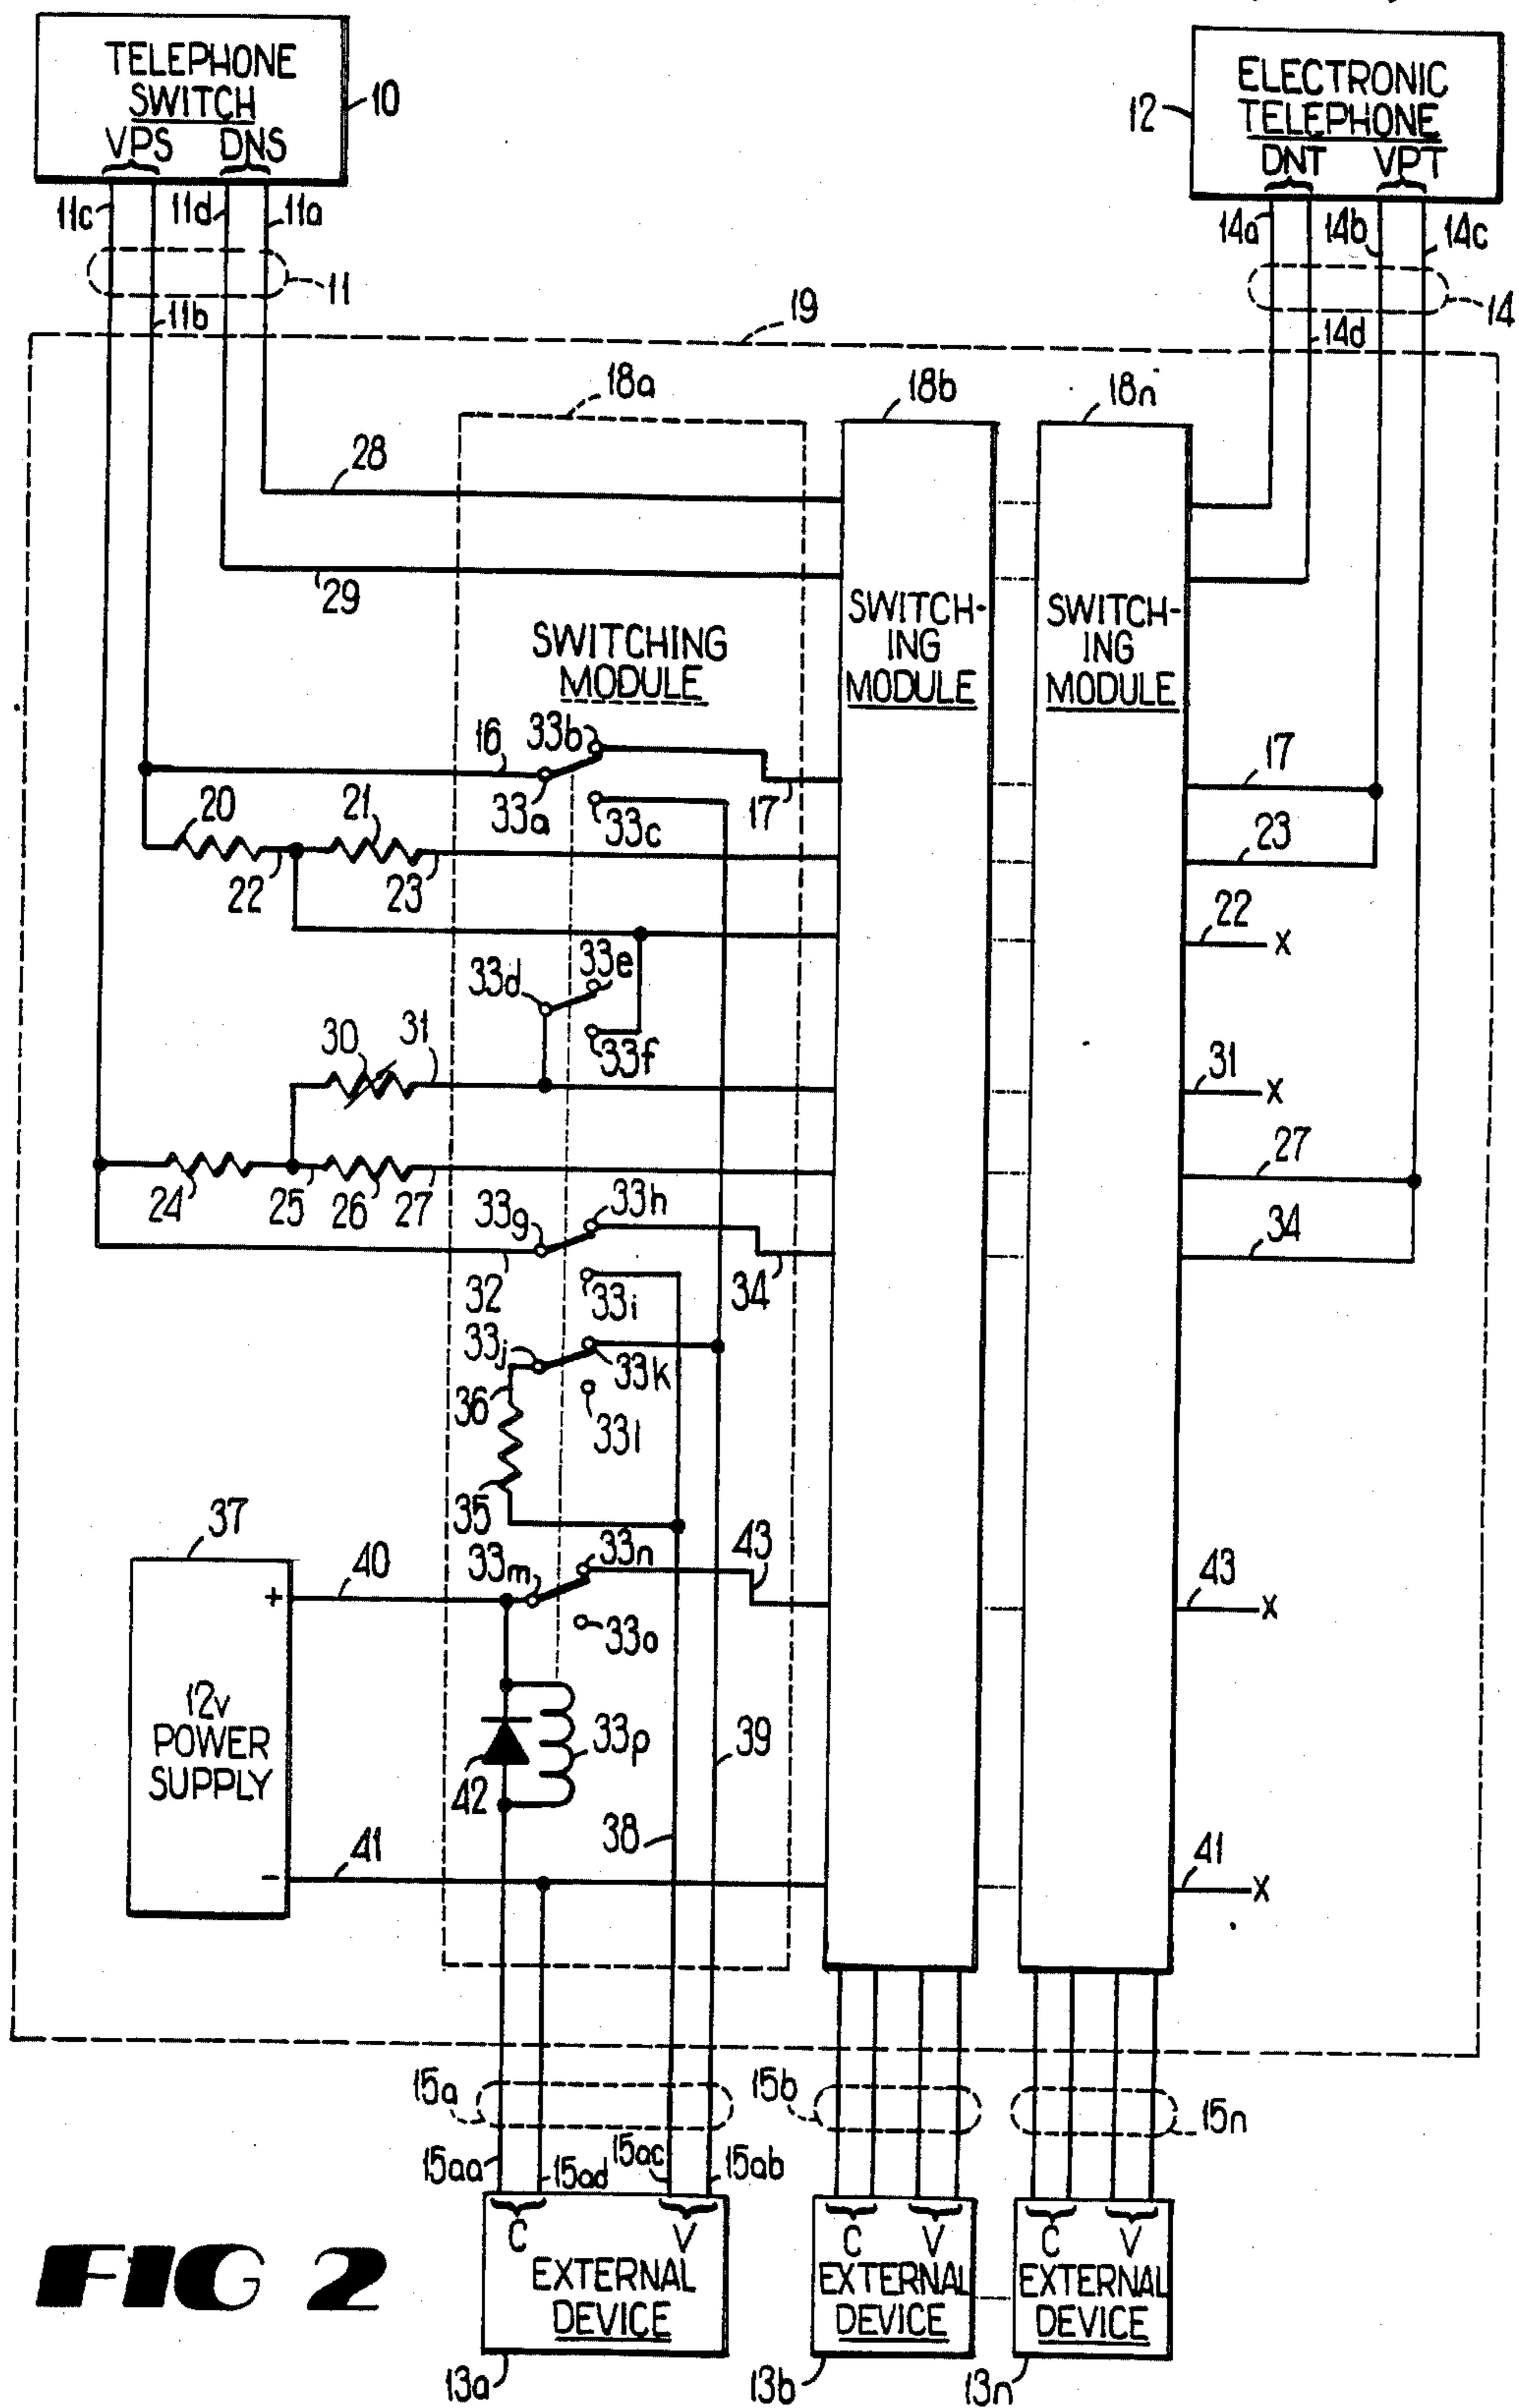 TELEPHONE
SWITCH
VPS DNS
10
ELECTRONIC
TELEPHONE
DNT VPT
12
11c
11d
11a
11
11b
14a
14b
14c
14
14d
19
18a
18b
18n
28
29
SWITCHING
MODULE
SWITCH-
ING
MODULE
SWITCH-
ING
MODULE
16
33b
33a
33c
17
17
20
21
22
23
23
22
X
33d
33e
33f
30
31
31
X
24
25
26
27
27
33g
33h
32
33i
34
34
33j
33k
36
33l
35
37
40
33m
33n
43
43
X
33o
+
12v
POWER
SUPPLY
-
42
33p
39
38
41
41
X
15a
15b
15n
15aa
15ad
15ac
15ab
C V
EXTERNAL
DEVICE
C V
EXTERNAL
DEVICE
C V
EXTERNAL
DEVICE
13a
13b
13n
FIG 2